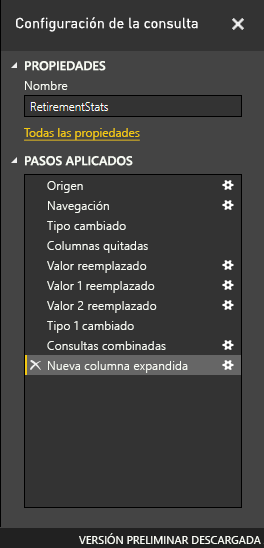 Configuración de la consulta
PROPIEDADES
Nombre
RetirementStats
Todas las propiedades
PASOS APLICADOS
Origen
Navegación
Tipo cambiado
Columnas quitadas
Valor reemplazado
Valor 1 reemplazado
Valor 2 reemplazado
Tipo 1 cambiado
Consultas combinadas
Nueva columna expandida
VERSIÓN PRELIMINAR DESCARGADA